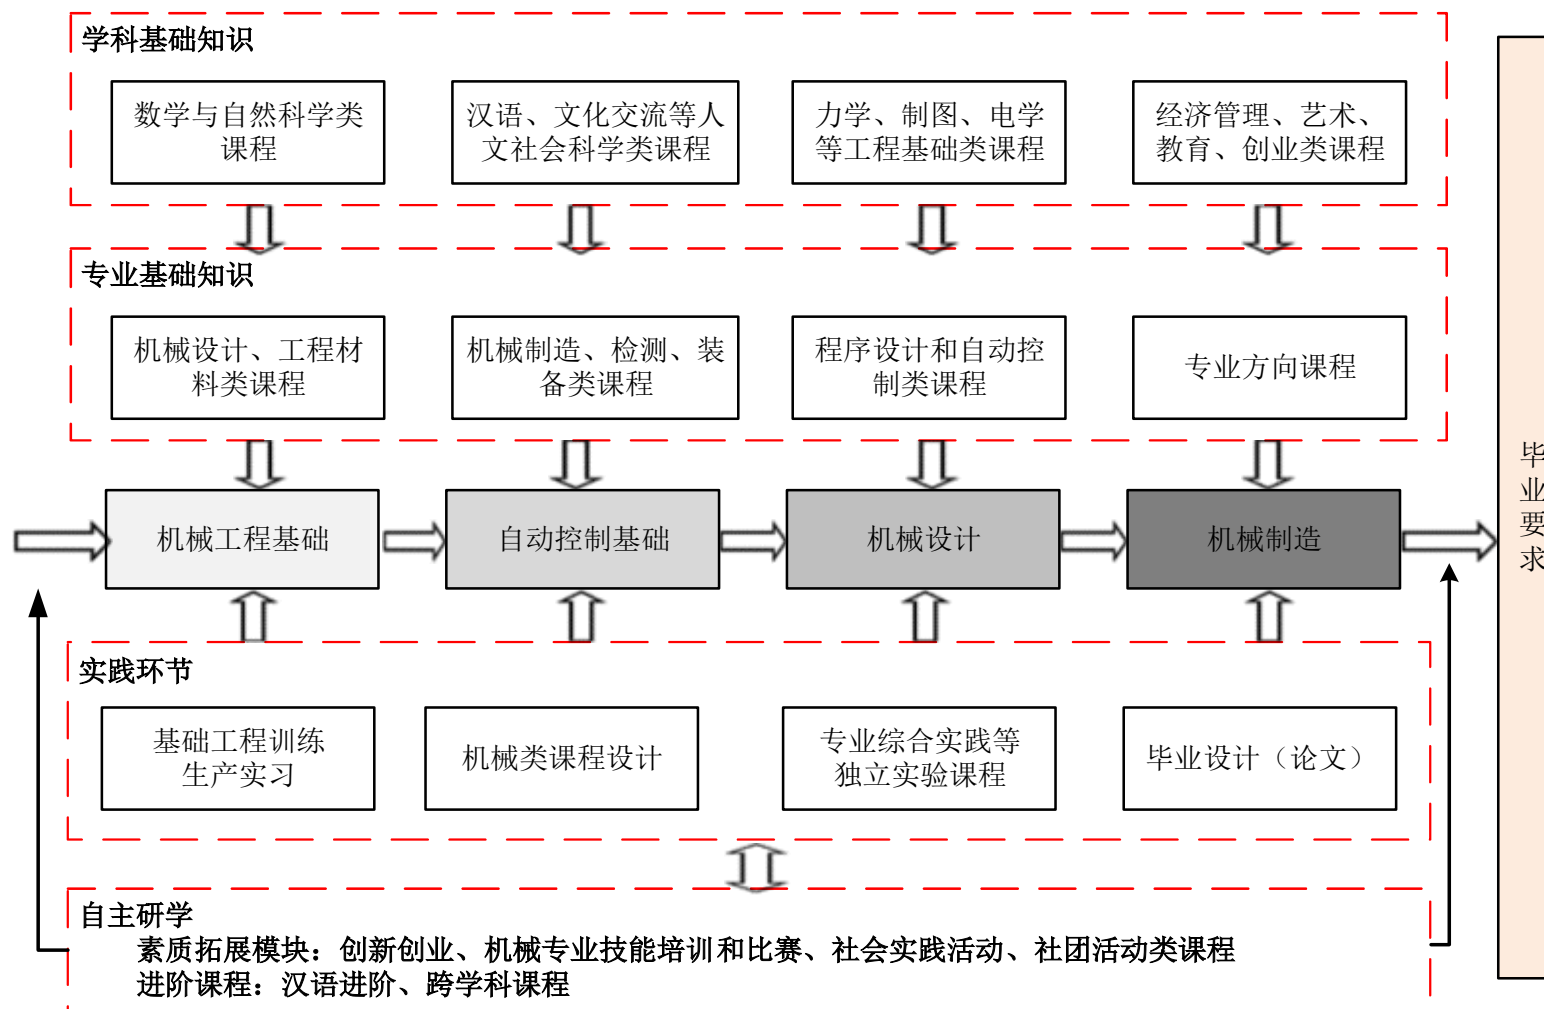 学科基础知识
数学与自然科学类
课程
汉语、文化交流等人
文社会科学类课程
力学、制图、电学
等工程基础类课程
经济管理、艺术、
教育、创业类课程
专业基础知识
机械设计、工程材
料类课程
机械制造、检测、装
备类课程
程序设计和自动控
制类课程
专业方向课程
机械工程基础
自动控制基础
机械设计
机械制造
毕
业
要
求
实践环节
基础工程训练
生产实习
机械类课程设计
专业综合实践等
独立实验课程
毕业设计（论文）
自主研学
素质拓展模块：创新创业、机械专业技能培训和比赛、社会实践活动、社团活动类课程
进阶课程：汉语进阶、跨学科课程